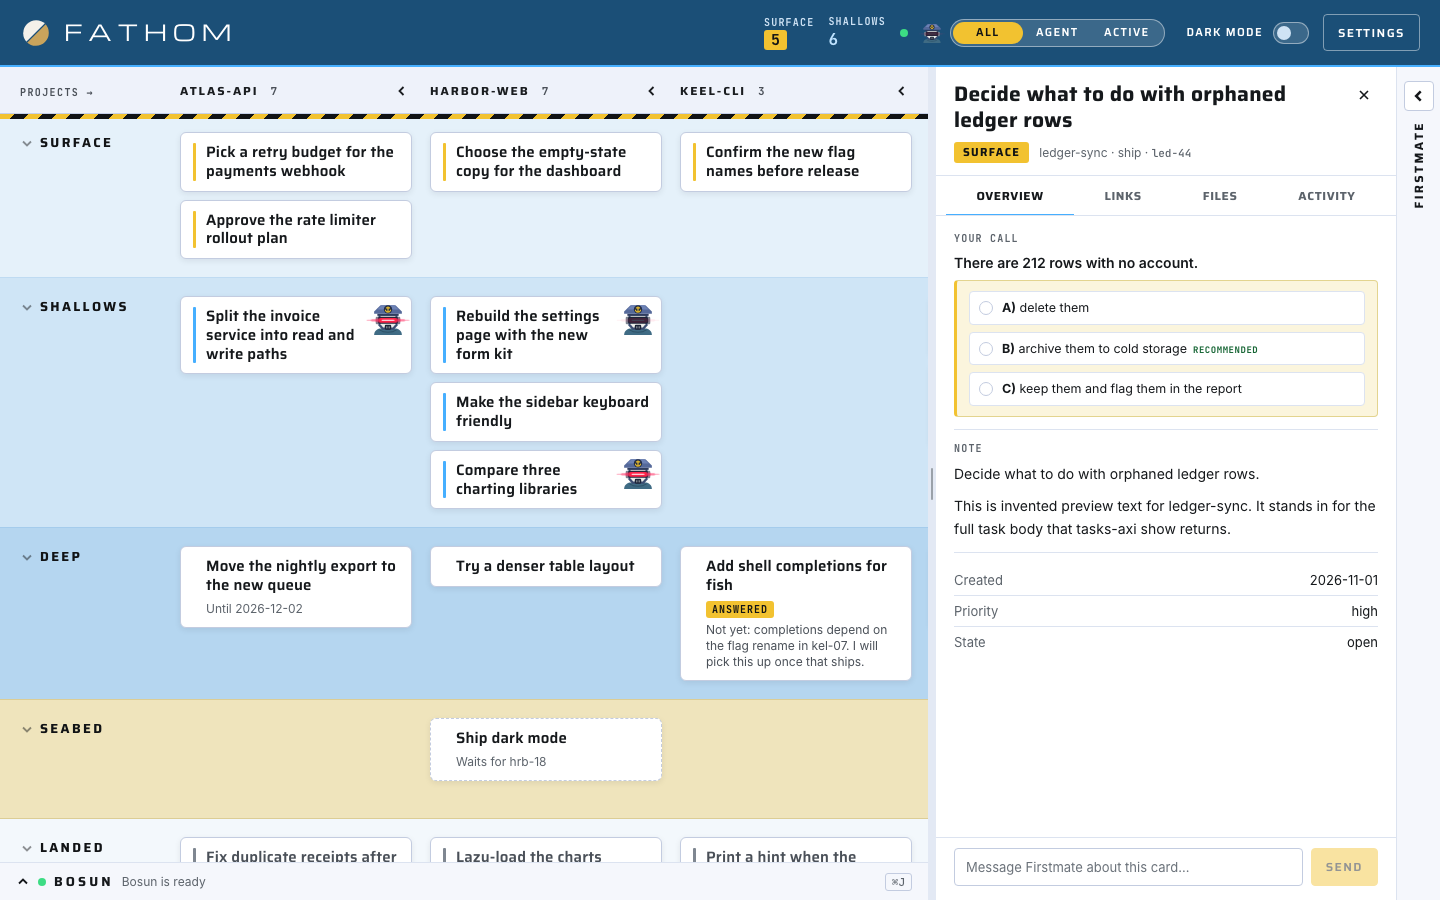 FATHOM
SURFACE
5
SHALLOWS
6
ALL
AGENT
ACTIVE
DARK MODE
SETTINGS
PROJECTS →
ATLAS-API 7
HARBOR-WEB 7
KEEL-CLI 3
SURFACE
Pick a retry budget for the
payments webhook
Approve the rate limiter
rollout plan
Choose the empty-state
copy for the dashboard
Confirm the new flag
names before release
SHALLOWS
Split the invoice
service into read and
write paths
Rebuild the settings
page with the new
form kit
Make the sidebar keyboard
friendly
Compare three
charting libraries
DEEP
Move the nightly export to
the new queue
Until 2026-12-02
Try a denser table layout
Add shell completions for
fish
ANSWERED
Not yet: completions depend on
the flag rename in kel-07. I will
pick this up once that ships.
SEABED
Ship dark mode
Waits for hrb-18
LANDED
Fix duplicate receipts after
Lazy-load the charts
Print a hint when the
BOSUN Bosun is ready
⌘J
Decide what to do with orphaned
ledger rows
SURFACE ledger-sync · ship · led-44
OVERVIEW
LINKS
FILES
ACTIVITY
YOUR CALL
There are 212 rows with no account.
A) delete them
B) archive them to cold storage RECOMMENDED
C) keep them and flag them in the report
NOTE
Decide what to do with orphaned ledger rows.
This is invented preview text for ledger-sync. It stands in for the
full task body that tasks-axi show returns.
Created 2026-11-01
Priority high
State open
Message Firstmate about this card...
SEND
FIRSTMATE